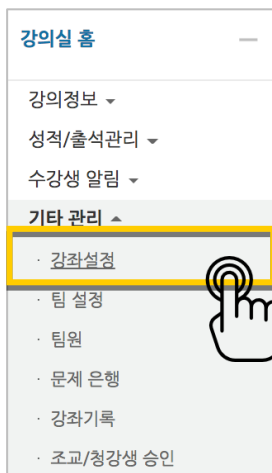 강의실 홈
강의정보
성적/출석관리
수강생 알림
기타 관리
· 강좌설정
· 팀 설정
· 팀원
· 문제 은행
· 강좌기록
· 조교/청강생 승인